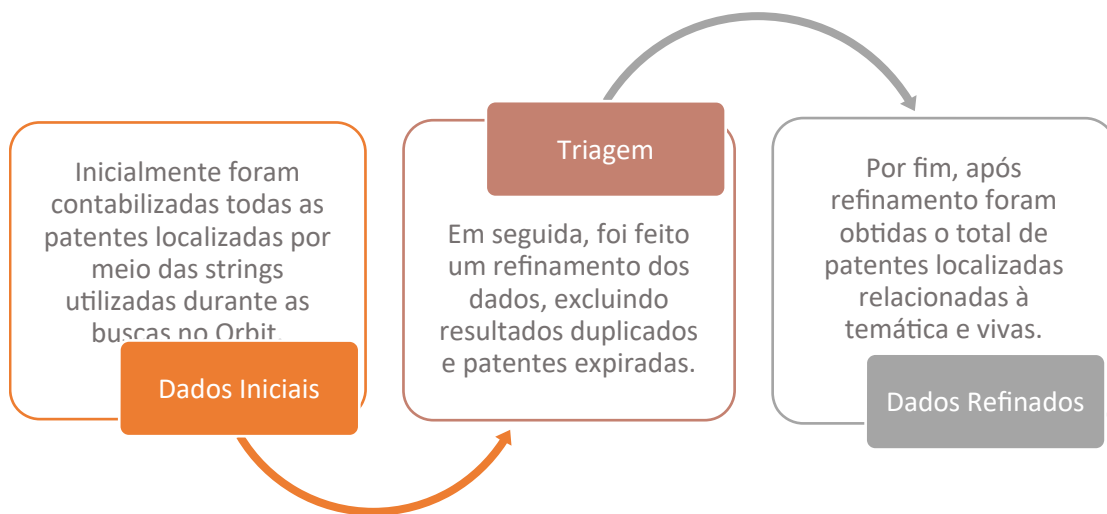 Inicialmente foram
contabilizadas todas as
patentes localizadas por
meio das strings
utilizadas durante as
buscas no Orbit.
Dados Iniciais
Triagem
Em seguida, foi feito
um refinamento dos
dados, excluindo
resultados duplicados
e patentes expiradas.
Por fim, após
refinamento foram
obtidas o total de
patentes localizadas
relacionadas à
temática e vivas.
Dados Refinados